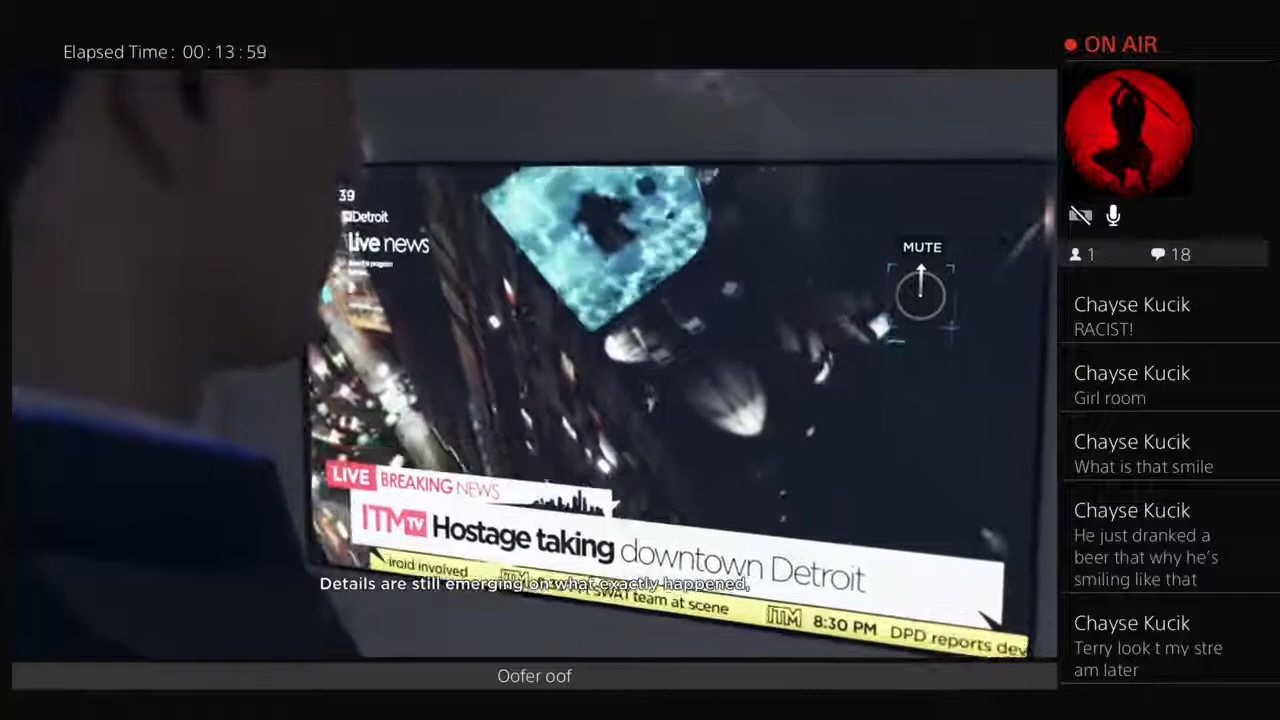 Elapsed Time: 00:13:59
ON AIR
39
Detroit
Live news
MUTE
1
18
Chayse Kucik
RACIST!
Chayse Kucik
Girl room
Chayse Kucik
What is that smile
Chayse Kucik
He just dranked a
beer that why he's
smiling like that
Chayse Kucik
Terry look t my stre
am later
LIVE BREAKING NEWS
ITM TV Hostage taking downtown Detroit
roid involved ITM SWAT team at scene ITM 8:30 PM DPD reports dev
Details are still emerging on what exactly happened,
Oofer oof